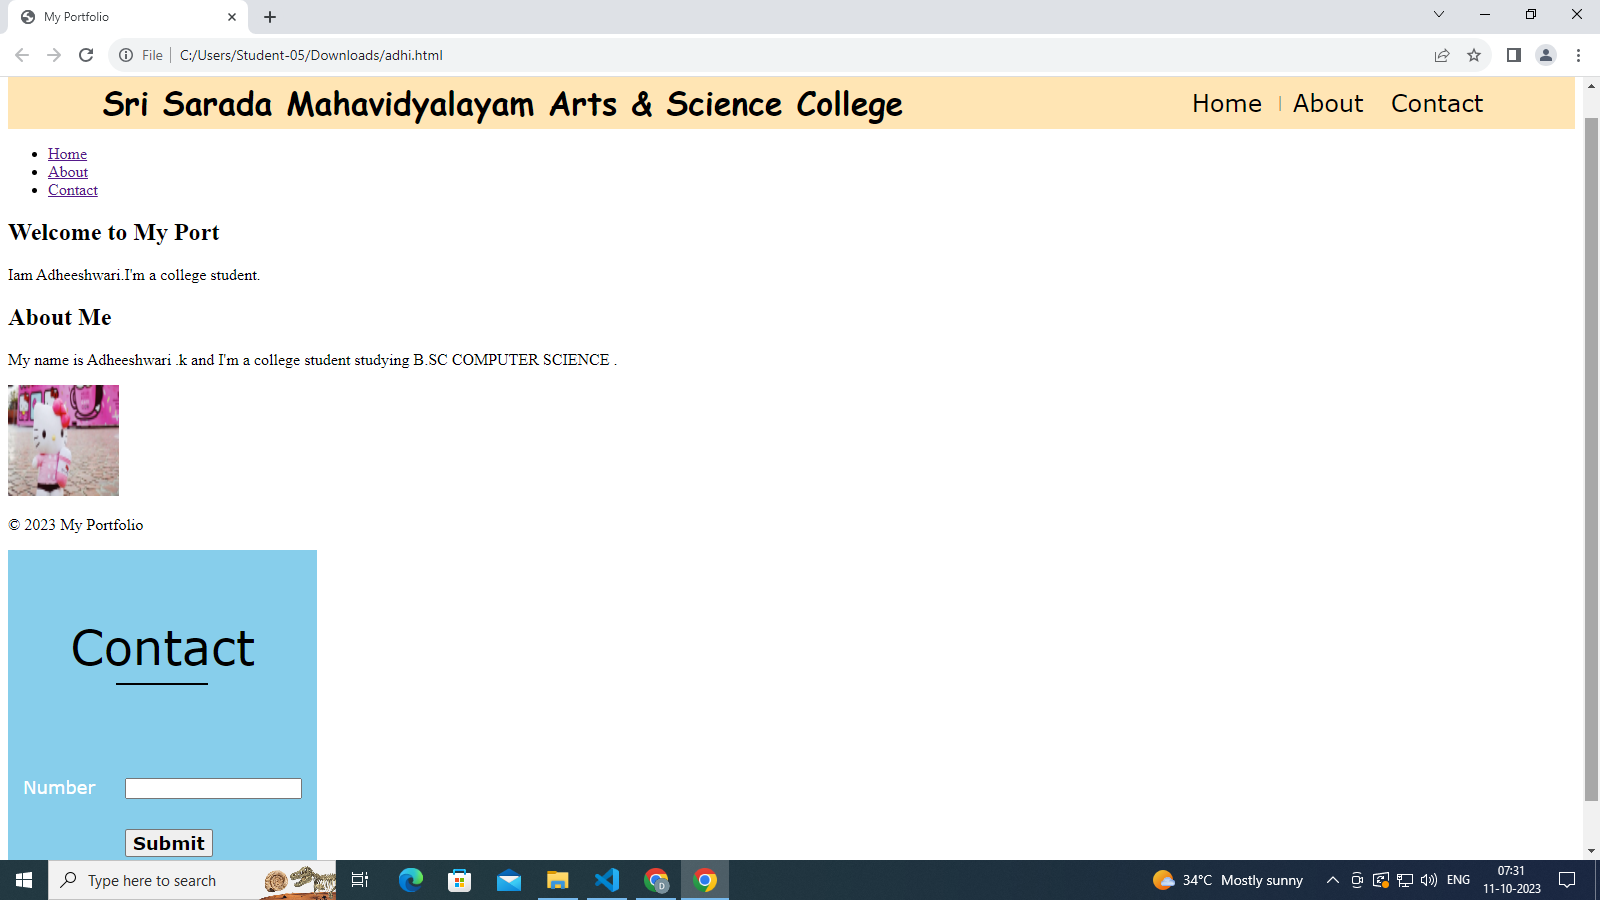 My Portfolio
File C:/Users/Student-05/Downloads/adhi.html
Sri Sarada Mahavidyalayam Arts & Science College Home | About Contact
Home
About
Contact
Welcome to My Port
Iam Adheeshwari.I'm a college student.
About Me
My name is Adheeshwari .k and I'm a college student studying B.SC COMPUTER SCIENCE .
© 2023 My Portfolio
Contact
Number
Submit
Type here to search
D
34°C Mostly sunny
ENG
07:31
11-10-2023